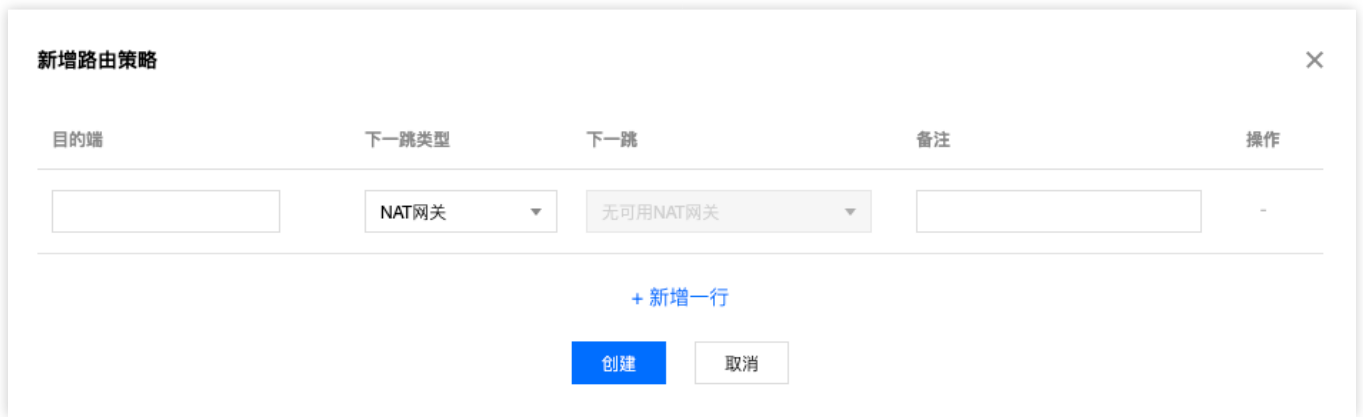 新增路由策略
目的端 下一跳类型 下一跳 备注 操作
NAT网关 无可用NAT网关 -
+ 新增一行
创建 取消